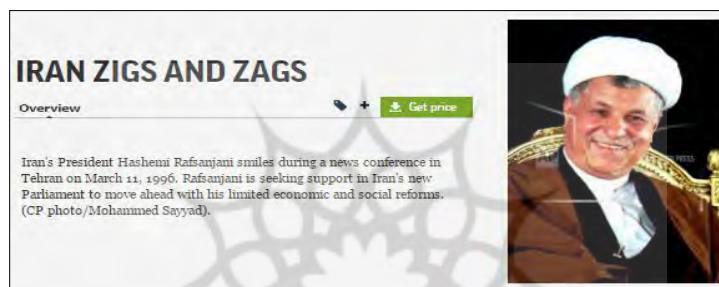 IRAN ZIGS AND ZAGS
Overview
+
Get price
Iran's President Hashemi Rafsanjani smiles during a news conference in
Tehran on March 11, 1996. Rafsanjani is seeking support in Iran's new
Parliament to move ahead with his limited economic and social reforms.
(CP photo/Mohammed Sayyad).